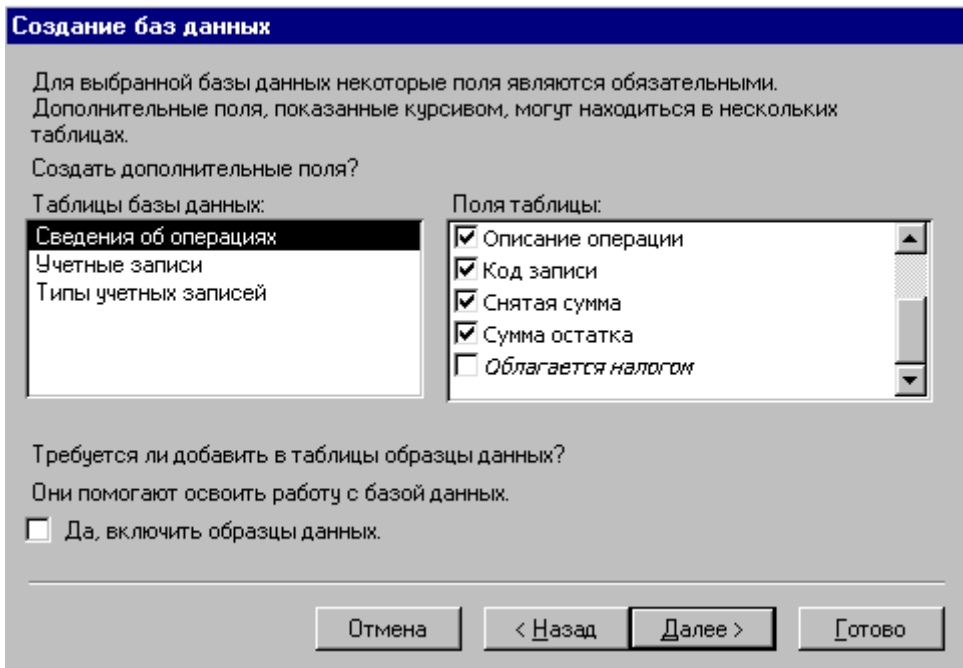 Создание баз данных
Для выбранной базы данных некоторые поля являются обязательными.
Дополнительные поля, показанные курсивом, могут находиться в нескольких
таблицах.
Создать дополнительные поля?
Таблицы базы данных:
Сведения об операциях
Учетные записи
Типы учетных записей
Поля таблицы:
Описание операции
Код записи
Снятая сумма
Сумма остатка
Облагается налогом
Требуется ли добавить в таблицы образцы данных?
Они помогают освоить работу с базой данных.
Да, включить образцы данных.
Отмена
< Назад
Далее >
Готово